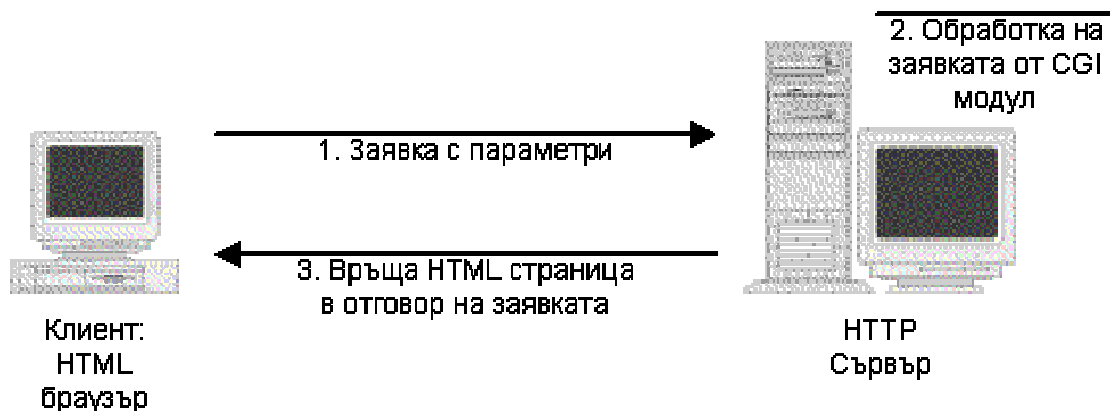 2. Обработка на
заявката от CGI
модул
1. Заявка с параметри
3. Връща HTML страница
в отговор на заявката
Клиент:
HTML
браузър
HTTP
Сървър